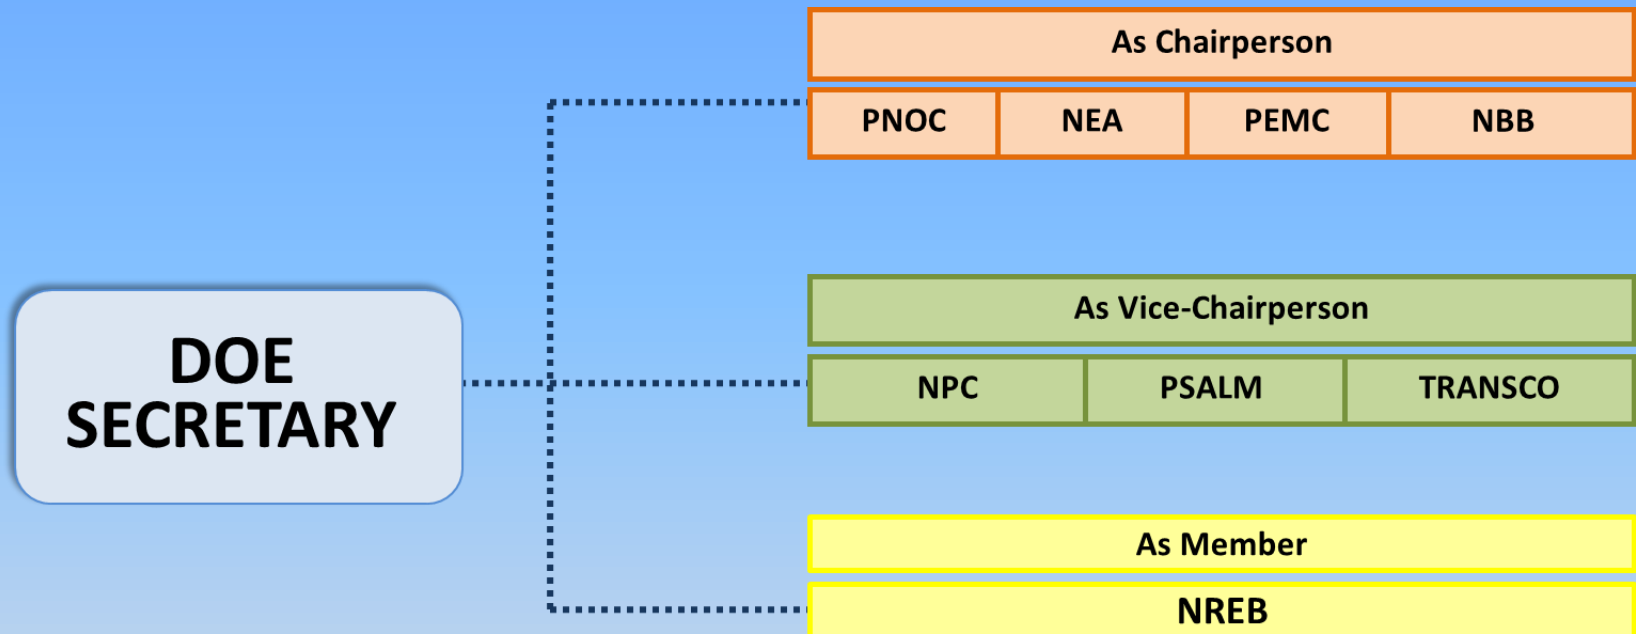 As Chairperson
PNOC NEA PEMC NBB
DOE
SECRETARY
As Vice-Chairperson
NPC PSALM TRANSCO
As Member
NREB